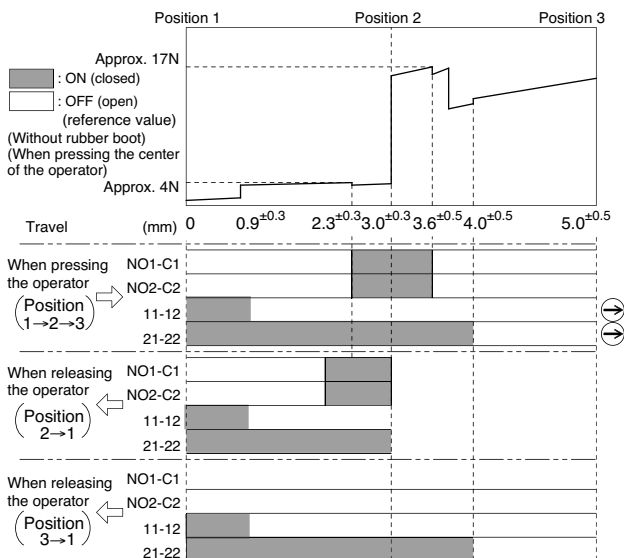 Position 1 Position 2 Position 3
Approx. 17N
: ON (closed)
: OFF (open)
(reference value)
(Without rubber boot)
(When pressing the center
of the operator)
Approx. 4N
Travel (mm) 0 0.9±0.3 2.3±0.3 3.0±0.3 3.6±0.5 4.0±0.5 5.0±0.5
When pressing
the operator
(Position
1→2→3)
NO1-C1
NO2-C2
11-12
21-22
When releasing
the operator
(Position
2→1)
NO1-C1
NO2-C2
11-12
21-22
When releasing
the operator
(Position
3→1)
NO1-C1
NO2-C2
11-12
21-22